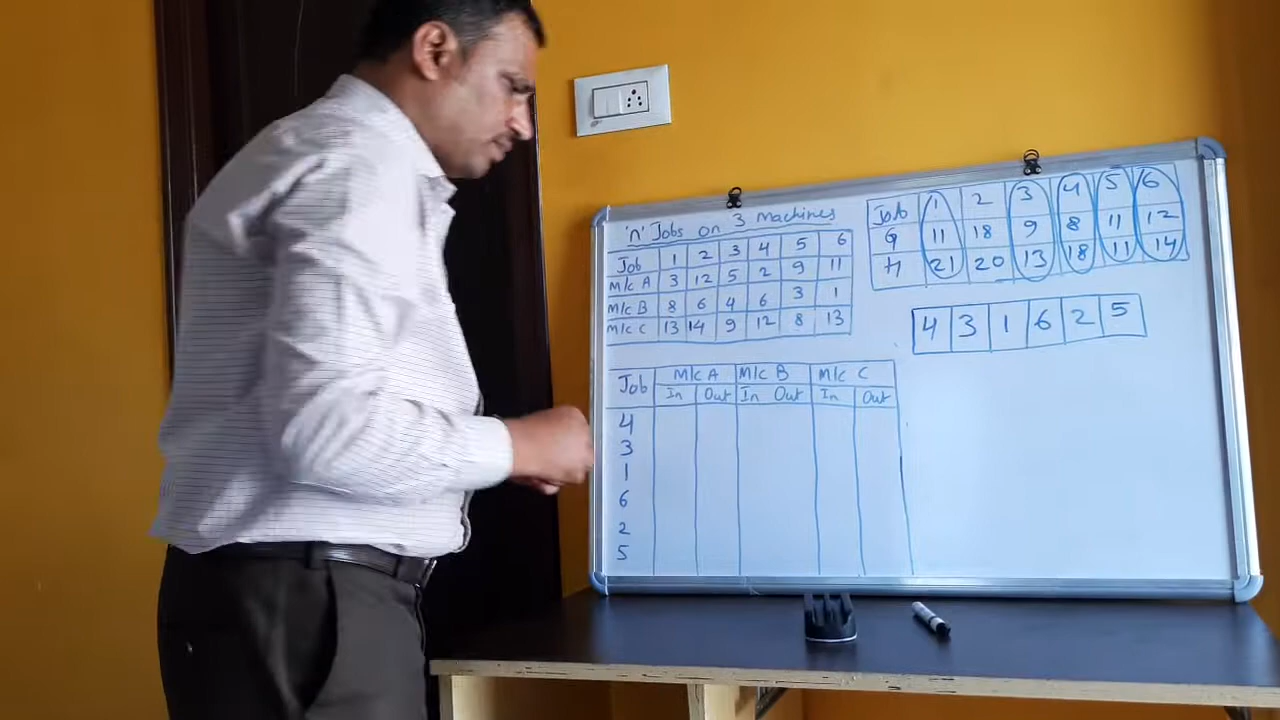 'n' Jobs on 3 machines
Job 1 2 3 4 5 6
M/c A 3 12 5 2 9 11
M/c B 8 6 4 6 3 1
M/c C 13 14 9 12 8 13
Job 1 2 3 4 5 6
G 11 18 9 8 11 12
H 21 20 13 18 11 14
4 3 1 6 2 5
Job M/c A M/c B M/c C
In Out In Out In Out
4
3
1
6
2
5